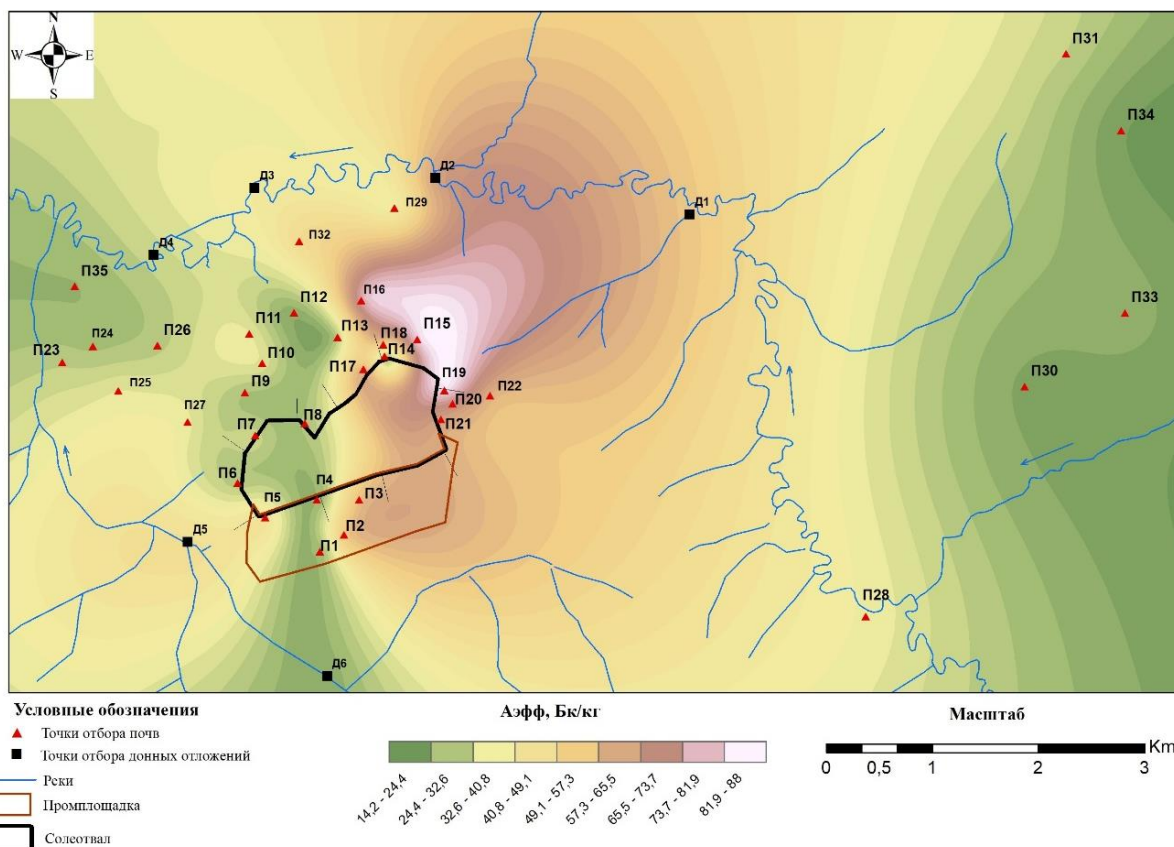 N
W E
S
П31
П34
Д2
Д3
П29
Д1
П32
Д4
П35
П16
П12
П33
П11
П13
П18
П15
П24
П26
П14
П23
П10
П17
П30
П25
П9
П19
П22
П20
П27
П8
П21
П7
П6
П5
П4
П3
Д5
П2
П1
П28
Д6
Условные обозначения
Точки отбора почв
Точки отбора донных отложений
Реки
Промплощадка
Солеотвал
Аэфф, Бк/кг
14,2 - 24,4
24,4 - 32,6
32,6 - 40,8
40,8 - 49,1
49,1 - 57,3
57,3 - 65,5
65,5 - 73,7
73,7 - 81,9
81,9 - 88
Масштаб
Km
0 0,5 1 2 3